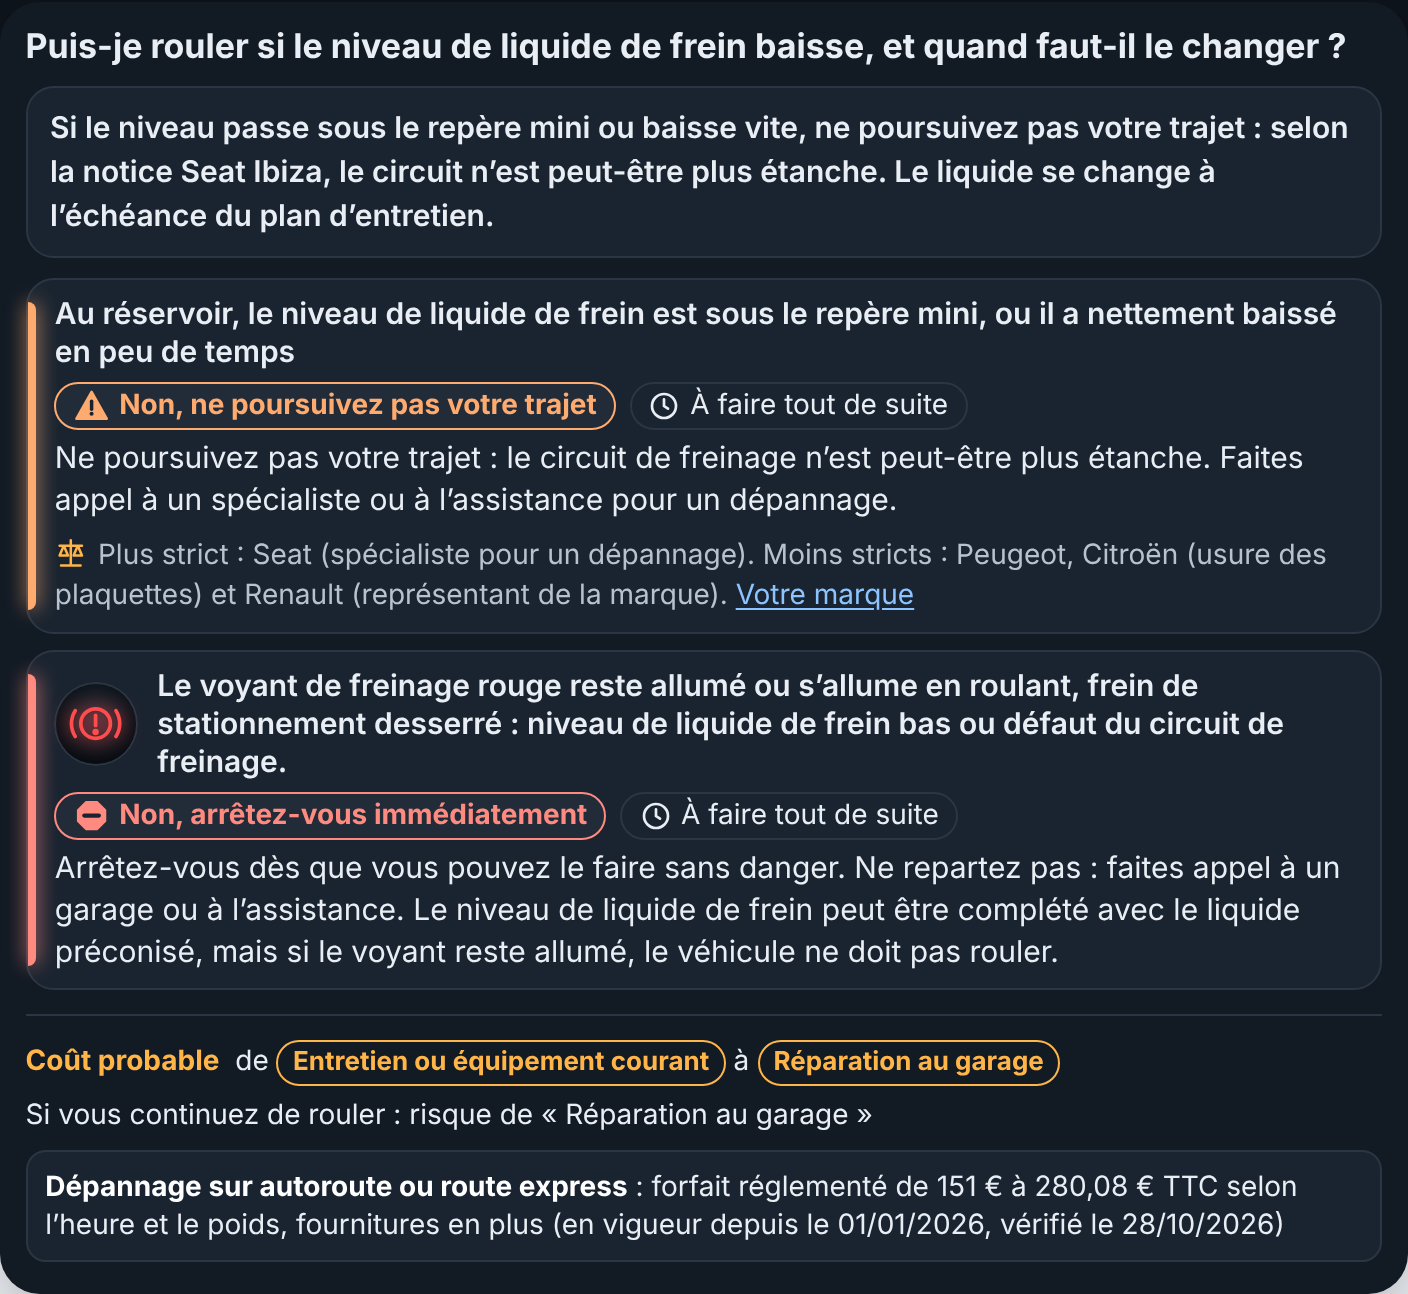 Puis-je rouler si le niveau de liquide de frein baisse, et quand faut-il le changer ?
Si le niveau passe sous le repère mini ou baisse vite, ne poursuivez pas votre trajet : selon
la notice Seat Ibiza, le circuit n’est peut-être plus étanche. Le liquide se change à
l’échéance du plan d’entretien.
Au réservoir, le niveau de liquide de frein est sous le repère mini, ou il a nettement baissé
en peu de temps
Non, ne poursuivez pas votre trajet À faire tout de suite
Ne poursuivez pas votre trajet : le circuit de freinage n’est peut-être plus étanche. Faites
appel à un spécialiste ou à l’assistance pour un dépannage.
Plus strict : Seat (spécialiste pour un dépannage). Moins stricts : Peugeot, Citroën (usure des
plaquettes) et Renault (représentant de la marque). Votre marque
Le voyant de freinage rouge reste allumé ou s’allume en roulant, frein de
stationnement desserré : niveau de liquide de frein bas ou défaut du circuit de
freinage.
Non, arrêtez-vous immédiatement À faire tout de suite
Arrêtez-vous dès que vous pouvez le faire sans danger. Ne repartez pas : faites appel à un
garage ou à l’assistance. Le niveau de liquide de frein peut être complété avec le liquide
préconisé, mais si le voyant reste allumé, le véhicule ne doit pas rouler.
Coût probable de Entretien ou équipement courant à Réparation au garage
Si vous continuez de rouler : risque de « Réparation au garage »
Dépannage sur autoroute ou route express : forfait réglementé de 151 € à 280,08 € TTC selon
l’heure et le poids, fournitures en plus (en vigueur depuis le 01/01/2026, vérifié le 28/10/2026)